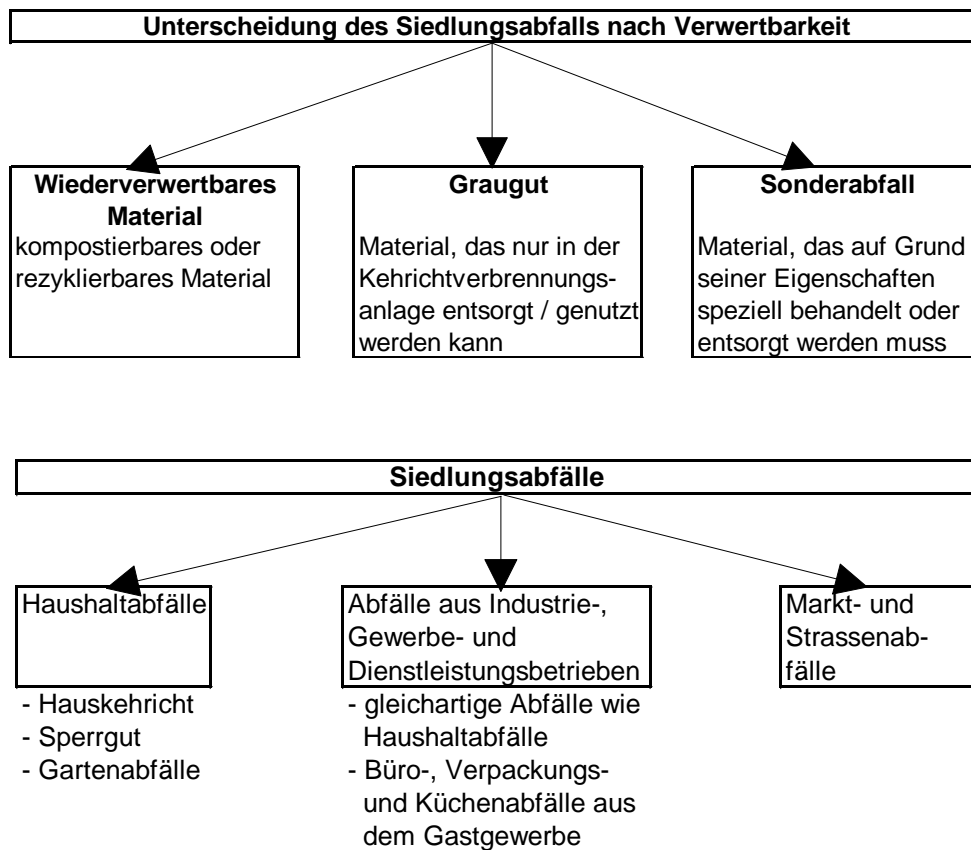 Unterscheidung des Siedlungsabfalls nach Verwertbarkeit
Wiederverwertbares
Material
kompostierbares oder
rezyklierbares Material
Graugut
Material, das nur in der
Kehrichtverbrennungs-
anlage entsorgt / genutzt
werden kann
Sonderabfall
Material, das auf Grund
seiner Eigenschaften
speziell behandelt oder
entsorgt werden muss
Siedlungsabfälle
Haushaltabfälle
- Hauskehricht
- Sperrgut
- Gartenabfälle
Abfälle aus Industrie-,
Gewerbe- und
Dienstleistungsbetrieben
- gleichartige Abfälle wie
Haushaltabfälle
- Büro-, Verpackungs-
und Küchenabfälle aus
dem Gastgewerbe
Markt- und
Strassenab-
fälle